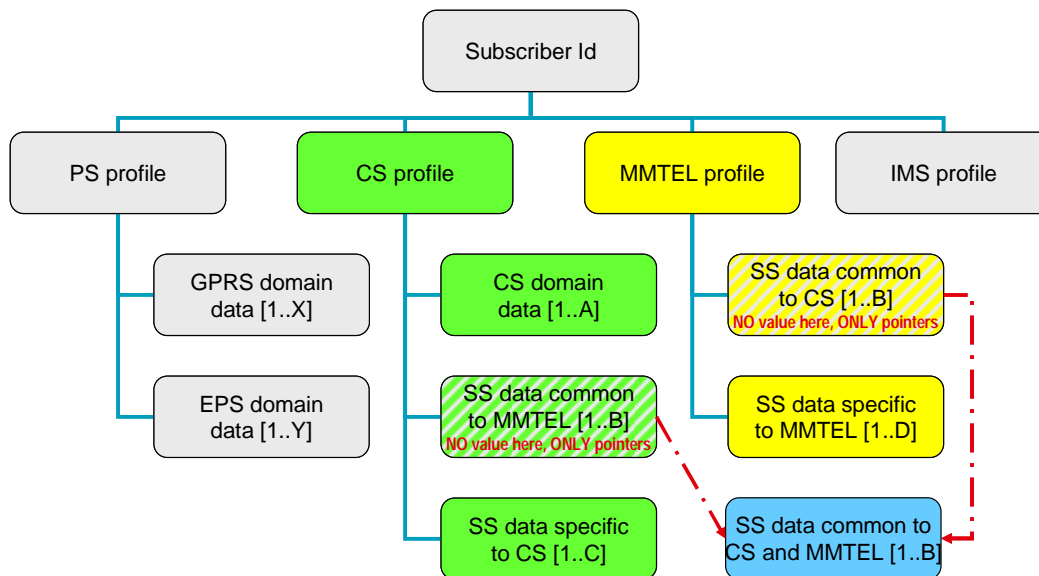 Subscriber Id
PS profile
CS profile
MMTEL profile
IMS profile
GPRS domain
data [1..X]
CS domain
data [1..A]
SS data common
to CS [1..B]
NO value here, ONLY pointers
EPS domain
data [1..Y]
SS data common
to MMTEL [1..B]
NO value here, ONLY pointers
SS data specific
to MMTEL [1..D]
SS data specific
to CS [1..C]
SS data common to
CS and MMTEL [1..B]